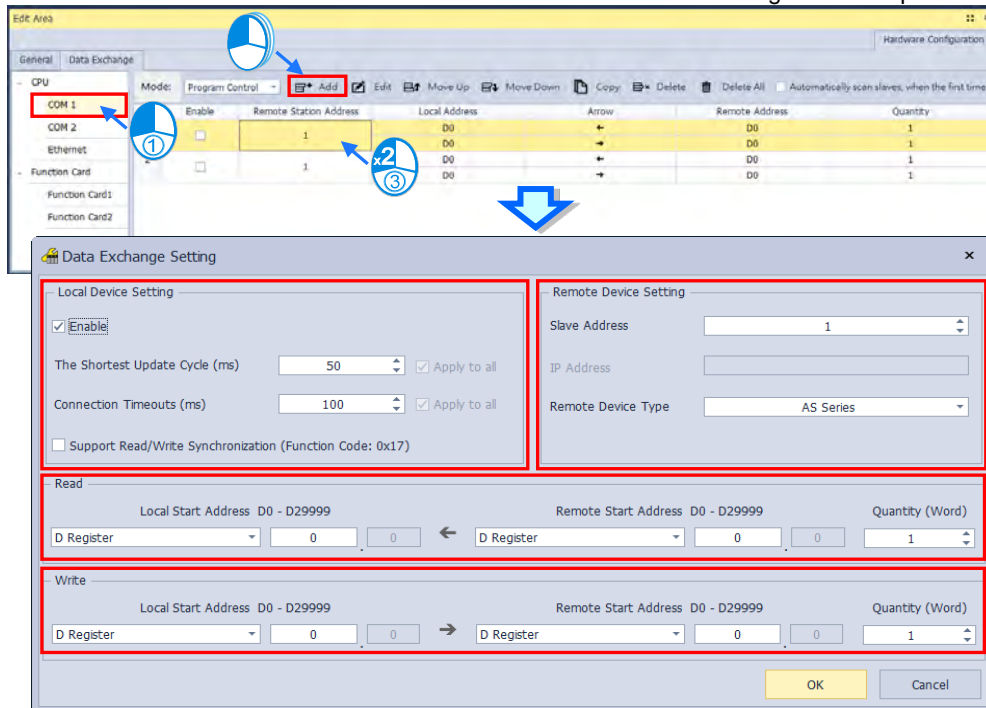 Edit Area
Hardware Configuration
General Data Exchange
- CPU
COM 1
COM 2
Ethernet
- Function Card
Function Card1
Function Card2
Mode: Program Control Add Edit Move Up Move Down Copy Delete Delete All Automatically scan slaves, when the first time
Enable Remote Station Address Local Address Arrow Remote Address Quantity
1 D0 ← D0 1
D0 → D0 1
2 1 D0 ← D0 1
D0 → D0 1
①
x2
③
Data Exchange Setting ×
Local Device Setting
Enable
The Shortest Update Cycle (ms) 50 Apply to all
Connection Timeouts (ms) 100 Apply to all
Support Read/Write Synchronization (Function Code: 0x17)
Remote Device Setting
Slave Address 1
IP Address
Remote Device Type AS Series
Read
Local Start Address D0 - D29999 Remote Start Address D0 - D29999 Quantity (Word)
D Register 0 . 0 ← D Register 0 . 0 1
Write
Local Start Address D0 - D29999 Remote Start Address D0 - D29999 Quantity (Word)
D Register 0 . 0 → D Register 0 . 0 1
OK Cancel